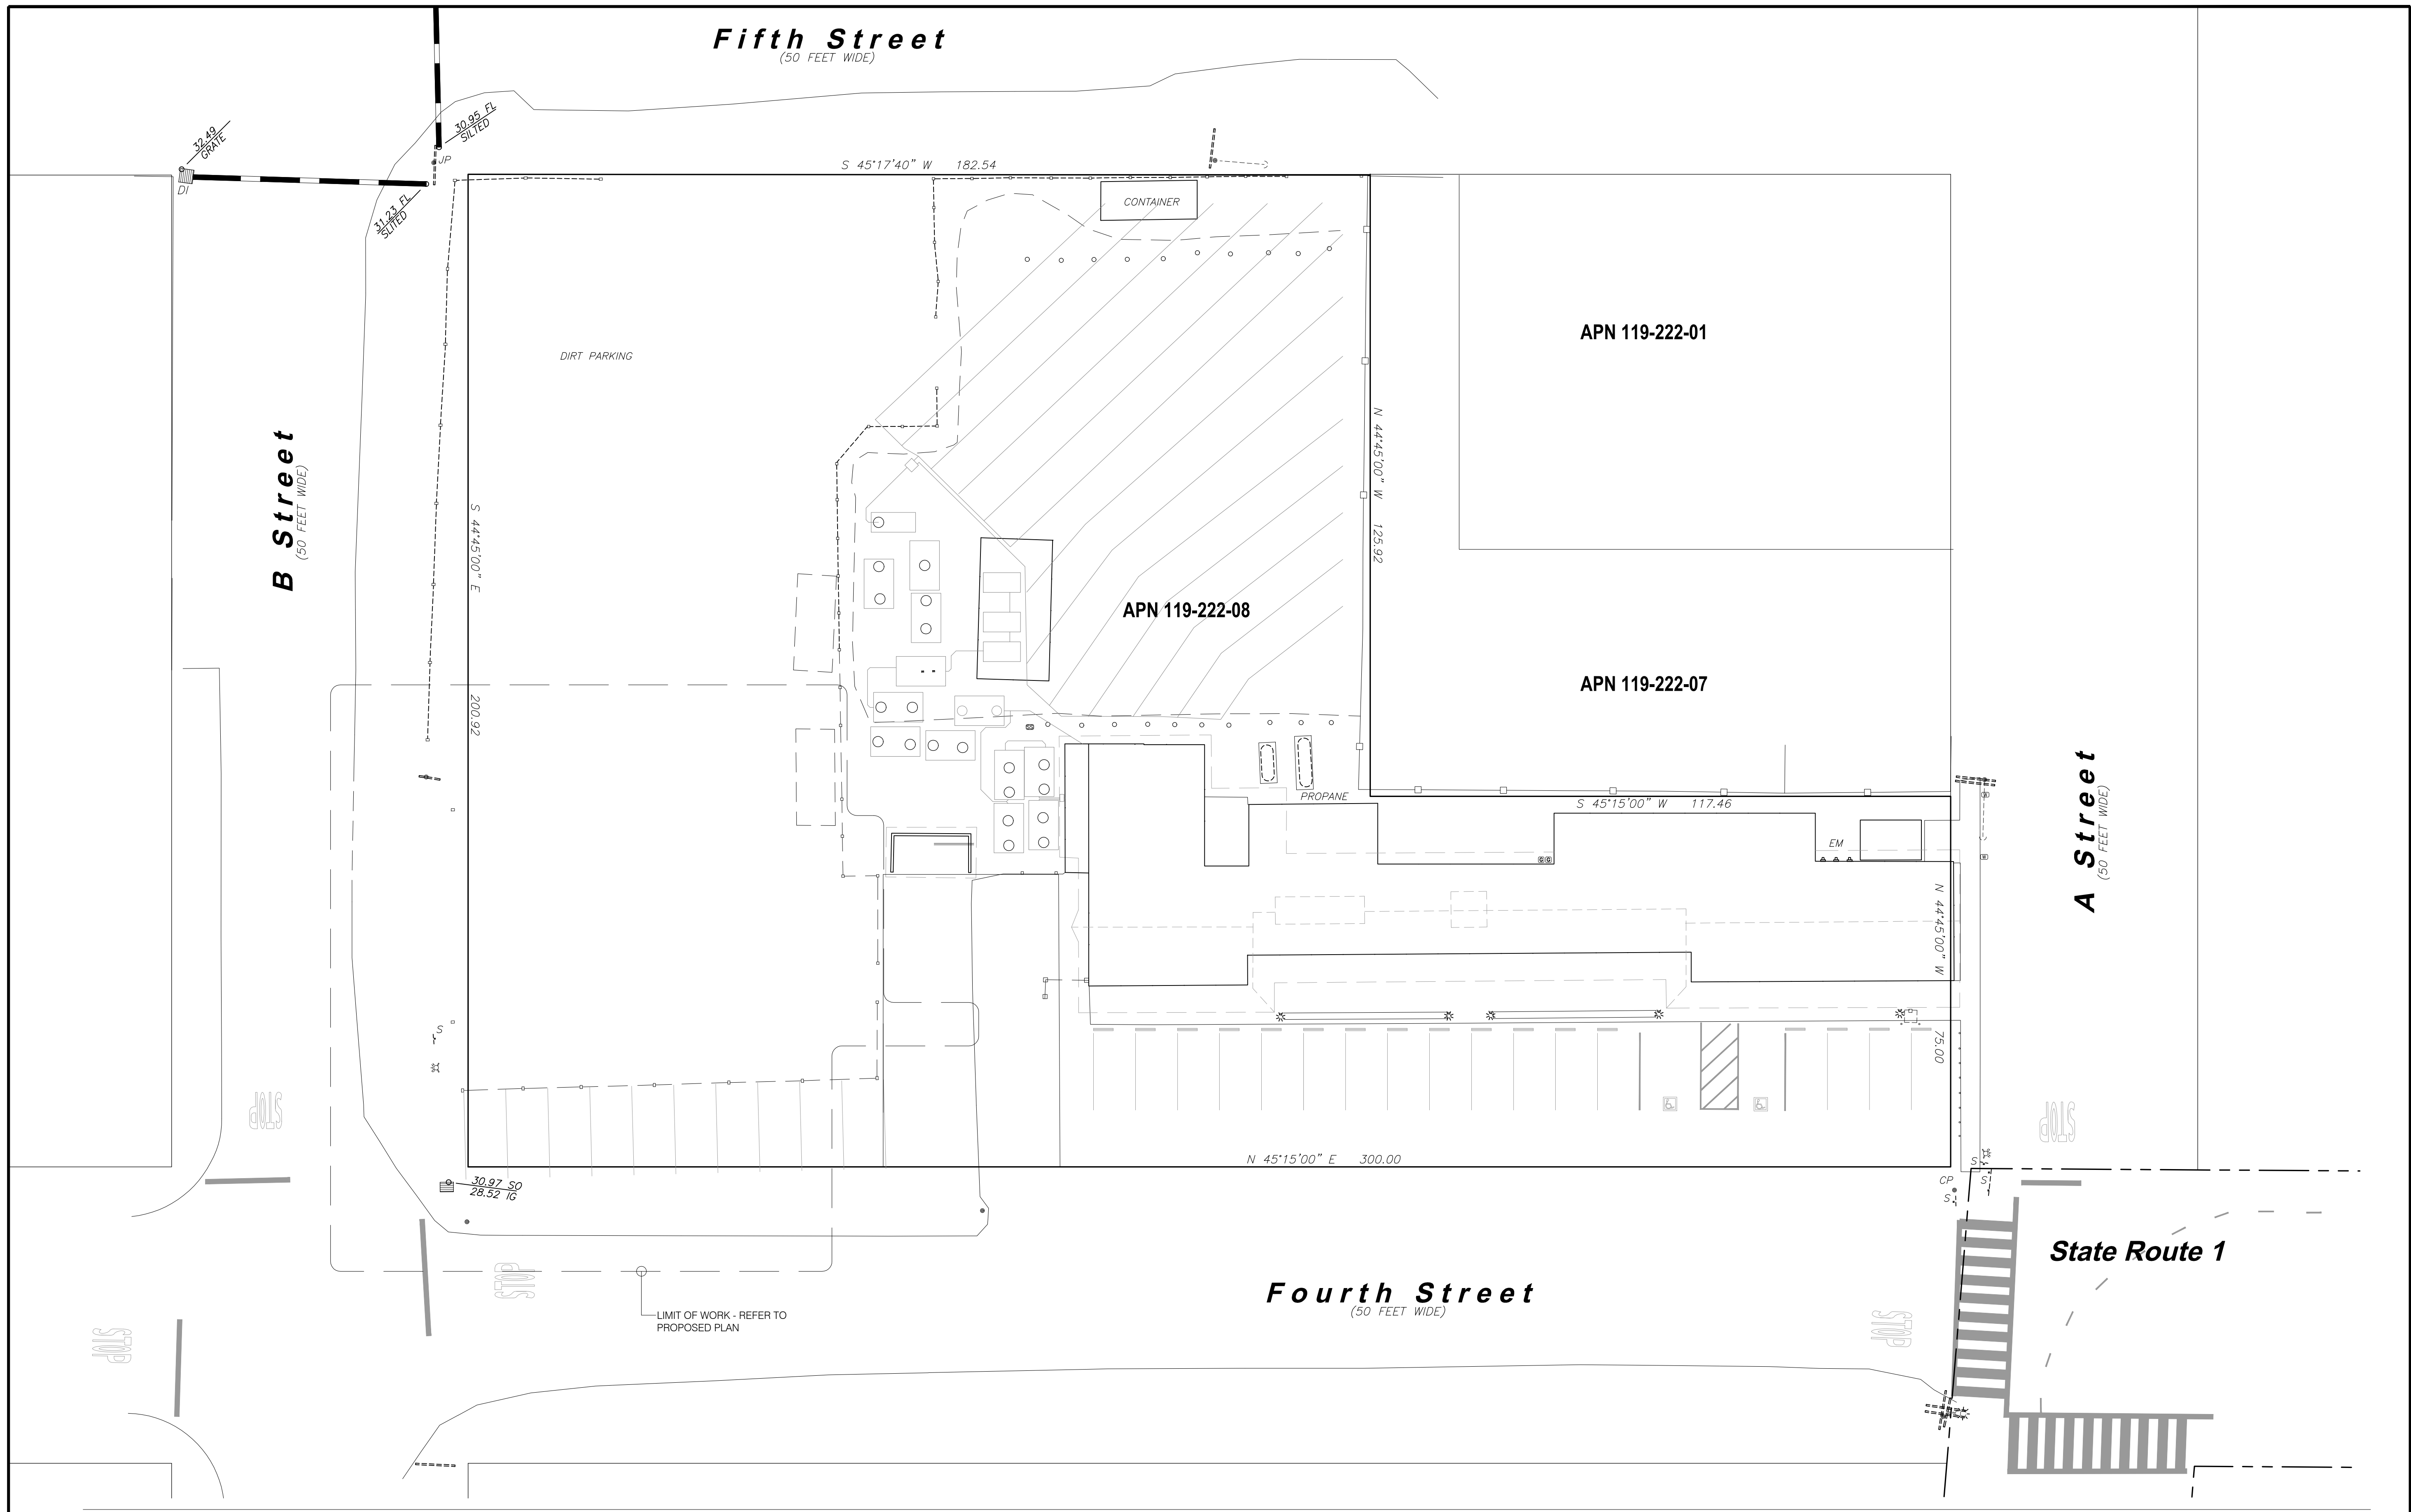 Fifth Street
(50 FEET WIDE)
32.49
GRATE
DI
30.95 FL
SILTED
JP
31.23 FL
SLITED
S 45°17'40" W 182.54
CONTAINER
DIRT PARKING
APN 119-222-01
B Street
(50 FEET WIDE)
S 44°45'00" E 200.92
N 44°45'00" W 125.92
APN 119-222-08
APN 119-222-07
PROPANE
S 45°15'00" W 117.46
EM
A Street
(50 FEET WIDE)
N 44°45'00" W 75.00
S
STOP
STOP
N 45°15'00" E 300.00
30.97 SO
28.52 IG
S
CP
S
S
State Route 1
STOP
Fourth Street
(50 FEET WIDE)
LIMIT OF WORK - REFER TO
PROPOSED PLAN
STOP
STOP